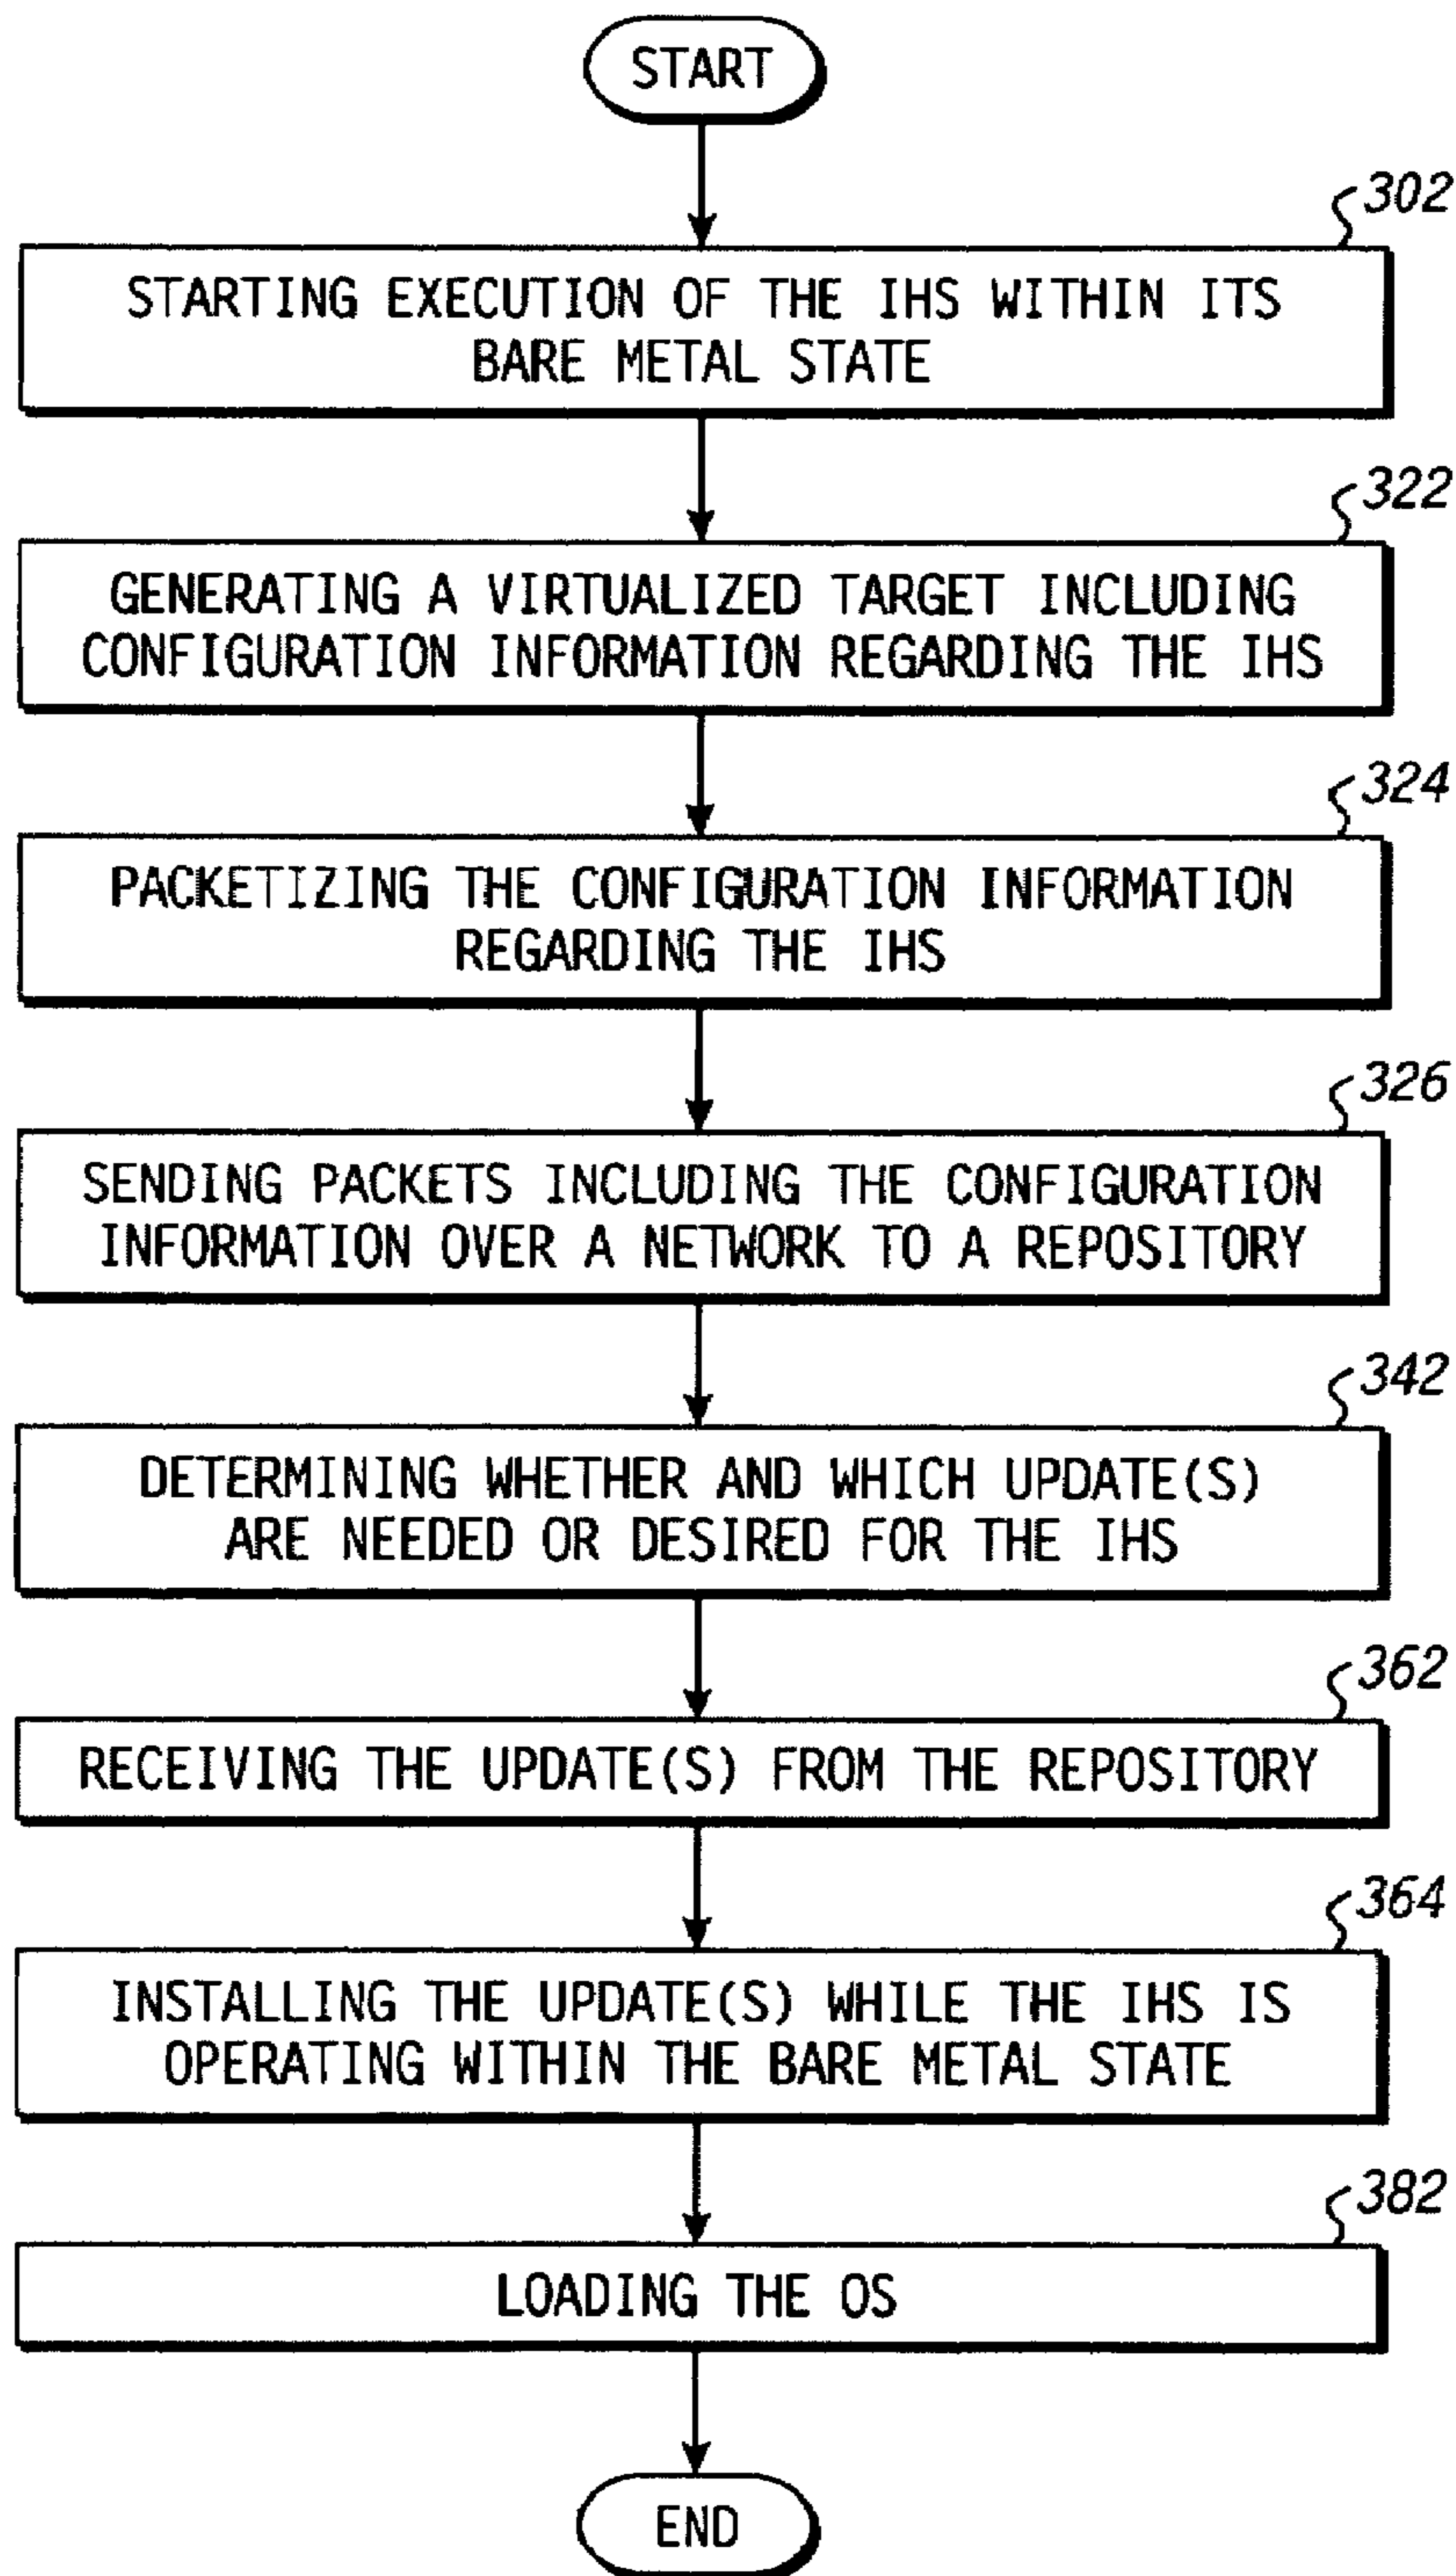 START
302
STARTING EXECUTION OF THE IHS WITHIN ITS
BARE METAL STATE
322
GENERATING A VIRTUALIZED TARGET INCLUDING
CONFIGURATION INFORMATION REGARDING THE IHS
324
PACKETIZING THE CONFIGURATION INFORMATION
REGARDING THE IHS
326
SENDING PACKETS INCLUDING THE CONFIGURATION
INFORMATION OVER A NETWORK TO A REPOSITORY
342
DETERMINING WHETHER AND WHICH UPDATE(S)
ARE NEEDED OR DESIRED FOR THE IHS
362
RECEIVING THE UPDATE(S) FROM THE REPOSITORY
364
INSTALLING THE UPDATE(S) WHILE THE IHS IS
OPERATING WITHIN THE BARE METAL STATE
382
LOADING THE OS
END